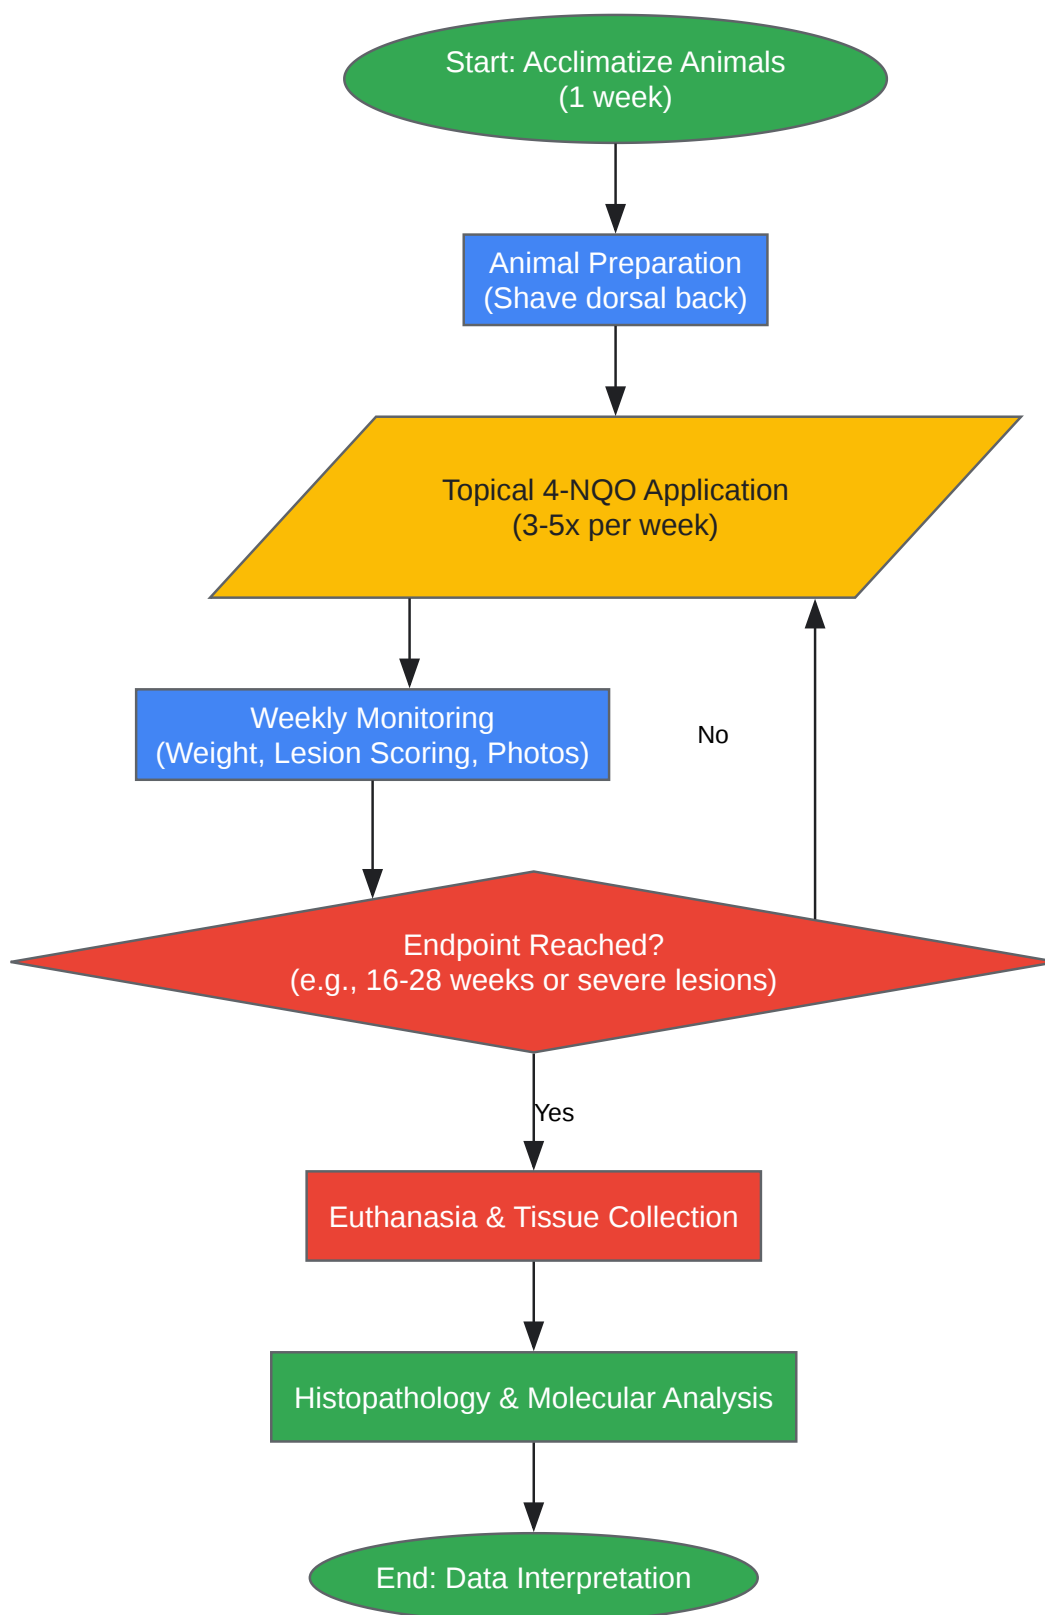 Start: Acclimatize Animals
(1 week)
Animal Preparation
(Shave dorsal back)
Topical 4-NQO Application
(3-5x per week)
Weekly Monitoring
(Weight, Lesion Scoring, Photos)
No
Endpoint Reached?
(e.g., 16-28 weeks or severe lesions)
Yes
Euthanasia & Tissue Collection
Histopathology & Molecular Analysis
End: Data Interpretation